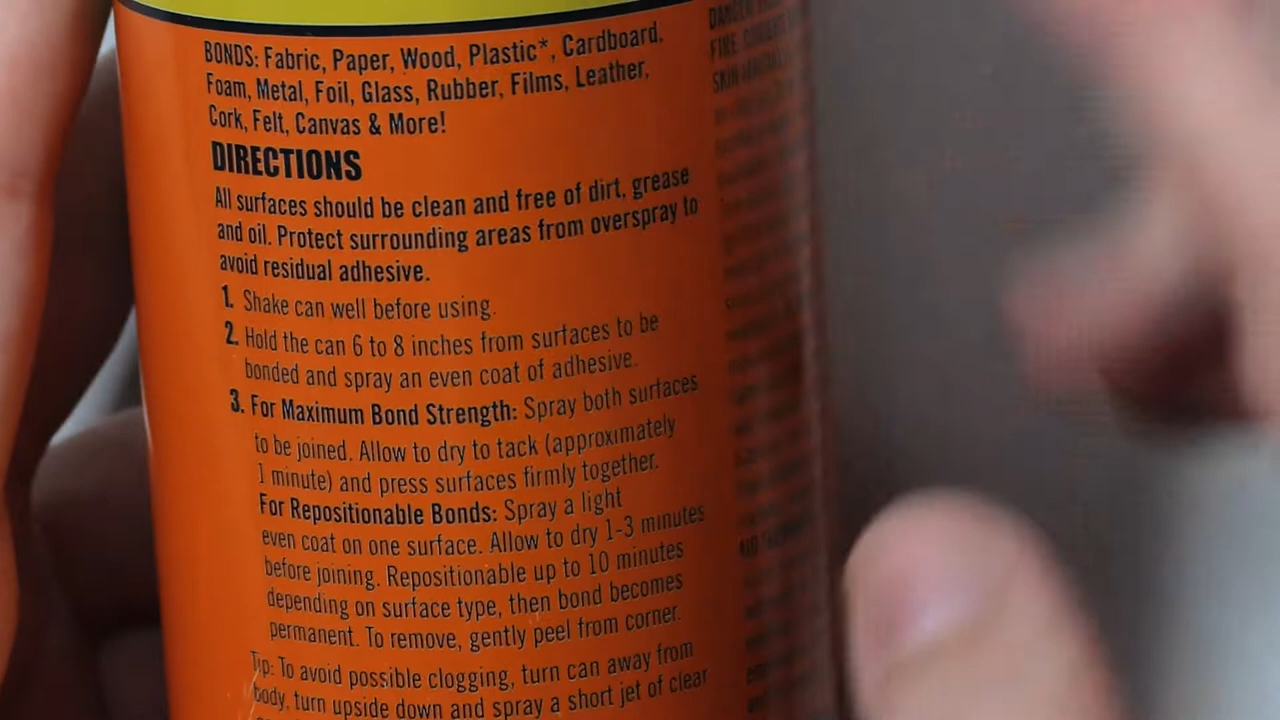 BONDS: Fabric, Paper, Wood, Plastic*, Cardboard,
Foam, Metal, Foil, Glass, Rubber, Films, Leather,
Cork, Felt, Canvas & More!
DIRECTIONS
All surfaces should be clean and free of dirt, grease
and oil. Protect surrounding areas from overspray to
avoid residual adhesive.
1. Shake can well before using.
2. Hold the can 6 to 8 inches from surfaces to be
bonded and spray an even coat of adhesive.
3. For Maximum Bond Strength: Spray both surfaces
to be joined. Allow to dry to tack (approximately
1 minute) and press surfaces firmly together.
For Repositionable Bonds: Spray a light
even coat on one surface. Allow to dry 1-3 minutes
before joining. Repositionable up to 10 minutes
depending on surface type, then bond becomes
permanent. To remove, gently peel from corner.
Tip: To avoid possible clogging, turn can away from
body, turn upside down and spray a short jet of clear
DANGER
FIRE
SKIN